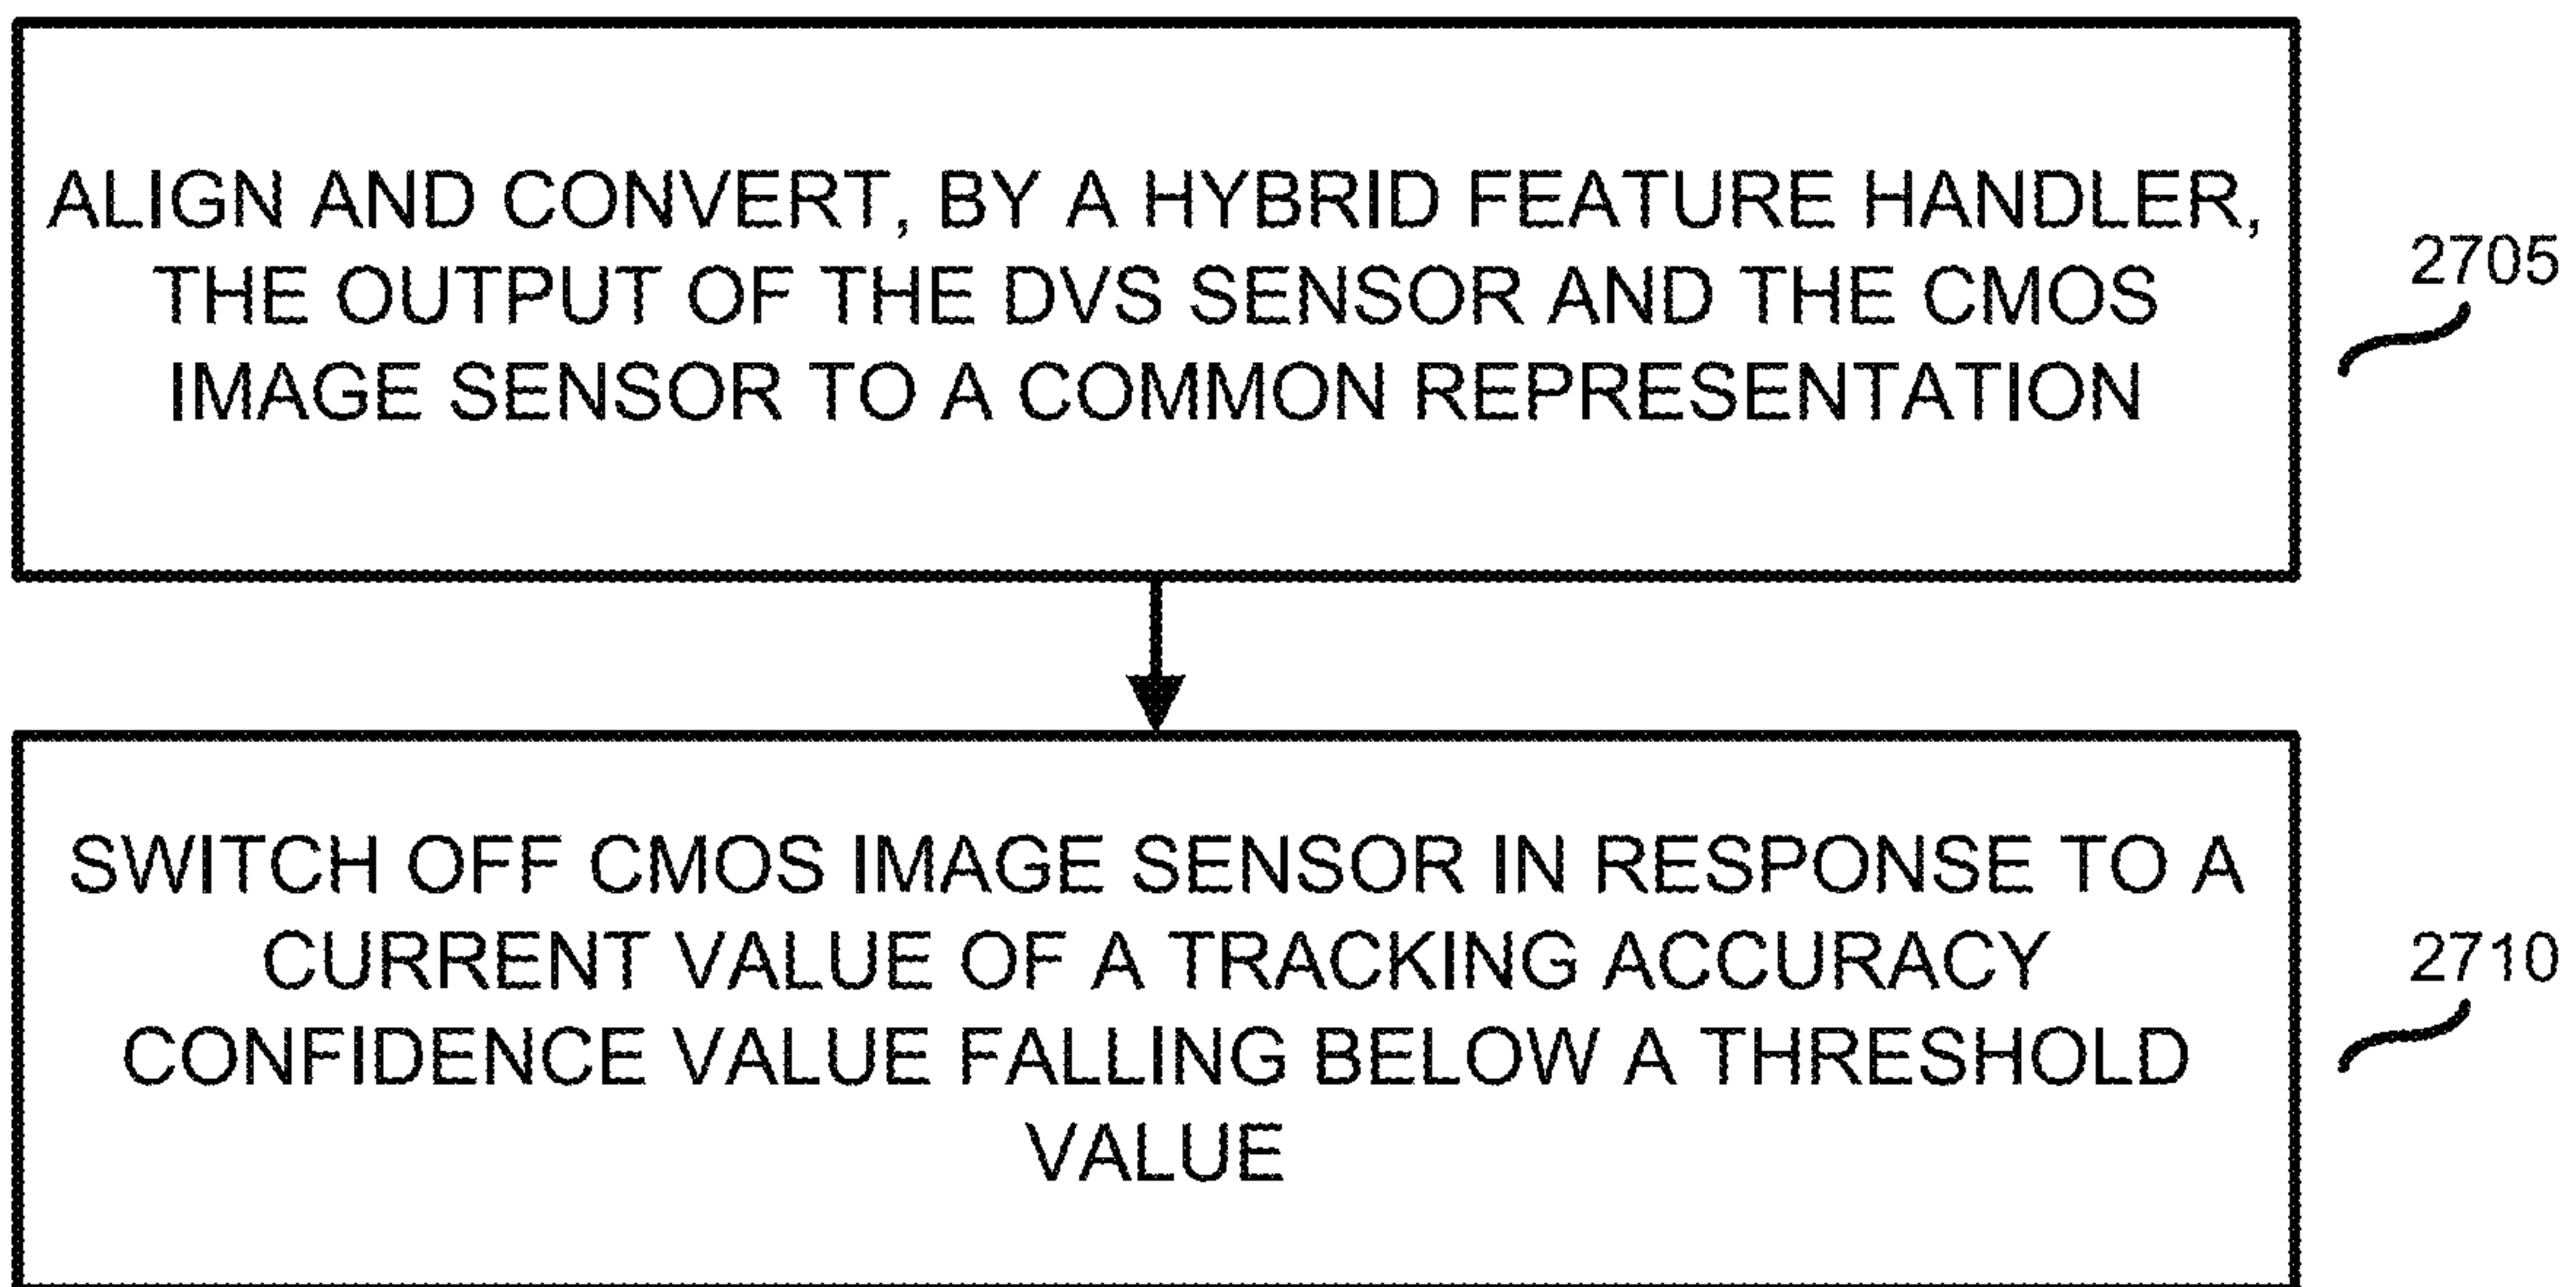 ALIGN AND CONVERT, BY A HYBRID FEATURE HANDLER,
THE OUTPUT OF THE DVS SENSOR AND THE CMOS
IMAGE SENSOR TO A COMMON REPRESENTATION
2705
SWITCH OFF CMOS IMAGE SENSOR IN RESPONSE TO A
CURRENT VALUE OF A TRACKING ACCURACY
CONFIDENCE VALUE FALLING BELOW A THRESHOLD
VALUE
2710